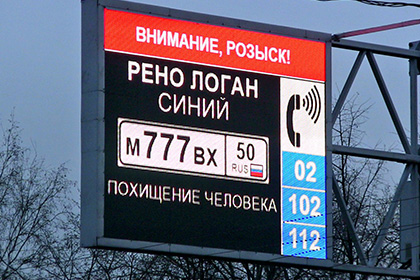 ВНИМАНИЕ, РОЗЫСК!
РЕНО ЛОГАН
СИНИЙ
м777вх 50
RUS
ПОХИЩЕНИЕ ЧЕЛОВЕКА
02
102
112